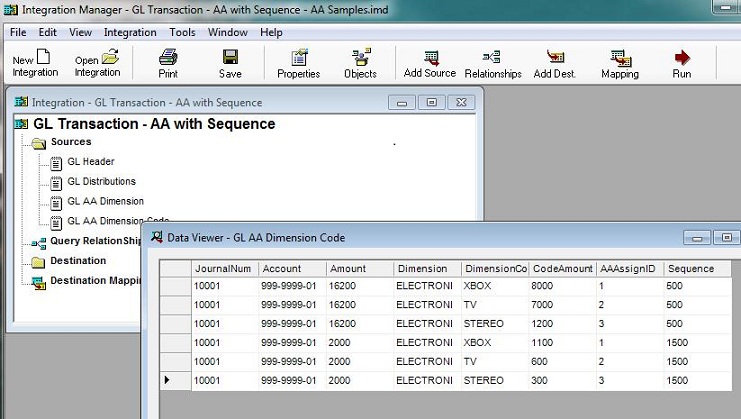 Integration Manager - GL Transaction - AA with Sequence - AA Samples.imd
File Edit View Integration Tools Window Help
New Integration
Open Integration
Print
Save
Properties
Objects
Add Source
Relationships
Add Dest.
Mapping
Run
Integration - GL Transaction - AA with Sequence
GL Transaction - AA with Sequence
Sources
GL Header
GL Distributions
GL AA Dimension
GL AA Dimension Code
Query RelationShip
Destination
Destination Mappin
Data Viewer - GL AA Dimension Code
JournalNum Account Amount Dimension DimensionCo CodeAmount AAAssignID Sequence
10001 999-9999-01 16200 ELECTRONI XBOX 8000 1 500
10001 999-9999-01 16200 ELECTRONI TV 7000 2 500
10001 999-9999-01 16200 ELECTRONI STEREO 1200 3 500
10001 999-9999-01 2000 ELECTRONI XBOX 1100 1 1500
10001 999-9999-01 2000 ELECTRONI TV 600 2 1500
10001 999-9999-01 2000 ELECTRONI STEREO 300 3 1500